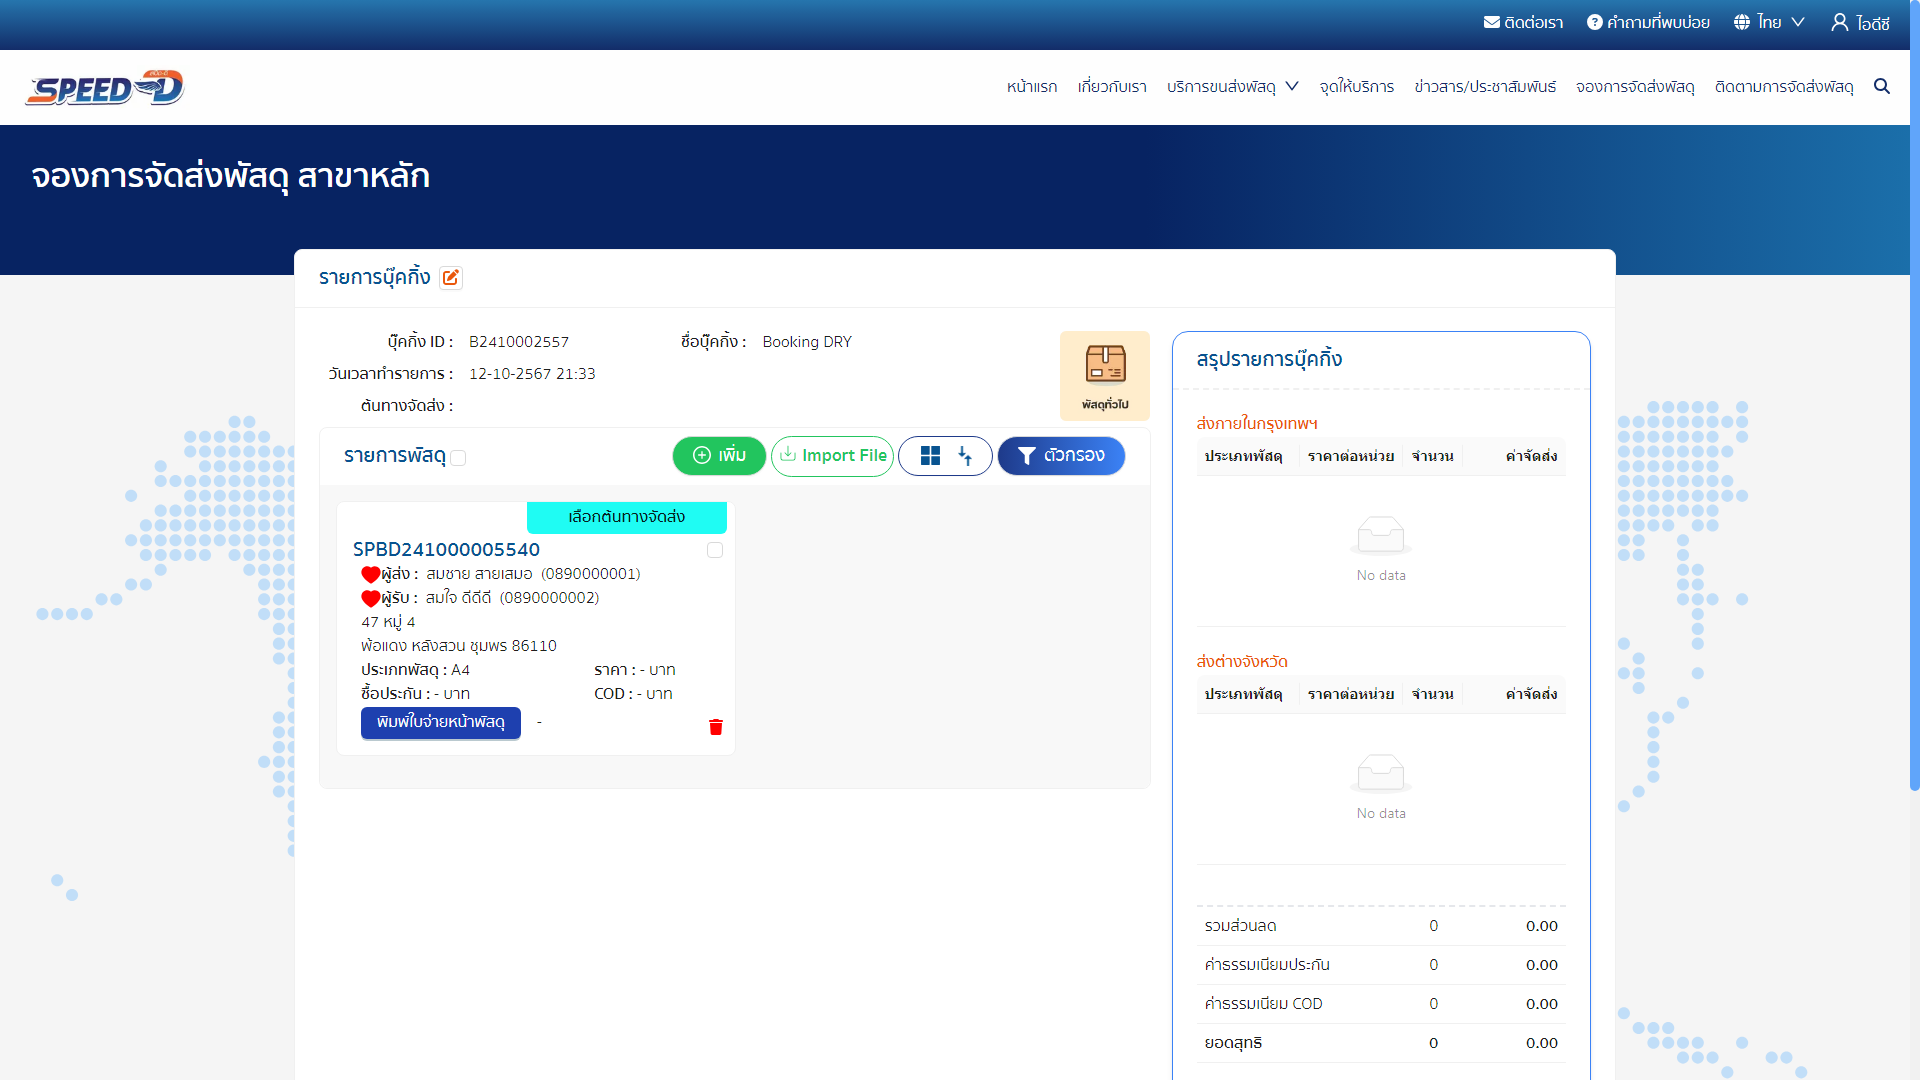 ติดต่อเรา คำถามที่พบบ่อย ไทย ไอดีซี
SPEED-D
หน้าแรก เกี่ยวกับเรา บริการขนส่งพัสดุ จุดให้บริการ ข่าวสาร/ประชาสัมพันธ์ จองการจัดส่งพัสดุ ติดตามการจัดส่งพัสดุ
จองการจัดส่งพัสดุ สาขาหลัก
รายการบุ๊คกิ้ง
บุ๊คกิ้ง ID : B2410002557 ชื่อบุ๊คกิ้ง : Booking DRY
วันเวลาทำรายการ : 12-10-2567 21:33
ต้นทางจัดส่ง :
พัสดุทั่วไป
รายการพัสดุ เพิ่ม Import File ตัวกรอง
เลือกต้นทางจัดส่ง
SPBD241000005540
ผู้ส่ง : สมชาย สายเสมอ (0890000001)
ผู้รับ : สมใจ ดีดีดี (0890000002)
47 หมู่ 4
พ้อแดง หลังสวน ชุมพร 86110
ประเภทพัสดุ : A4 ราคา : - บาท
ซื้อประกัน : - บาท COD : - บาท
พิมพ์ใบจ่ายหน้าพัสดุ -
สรุปรายการบุ๊คกิ้ง
ส่งภายในกรุงเทพฯ
ประเภทพัสดุ ราคาต่อหน่วย จำนวน ค่าจัดส่ง
No data
ส่งต่างจังหวัด
ประเภทพัสดุ ราคาต่อหน่วย จำนวน ค่าจัดส่ง
No data
รวมส่วนลด 0 0.00
ค่าธรรมเนียมประกัน 0 0.00
ค่าธรรมเนียม COD 0 0.00
ยอดสุทธิ 0 0.00